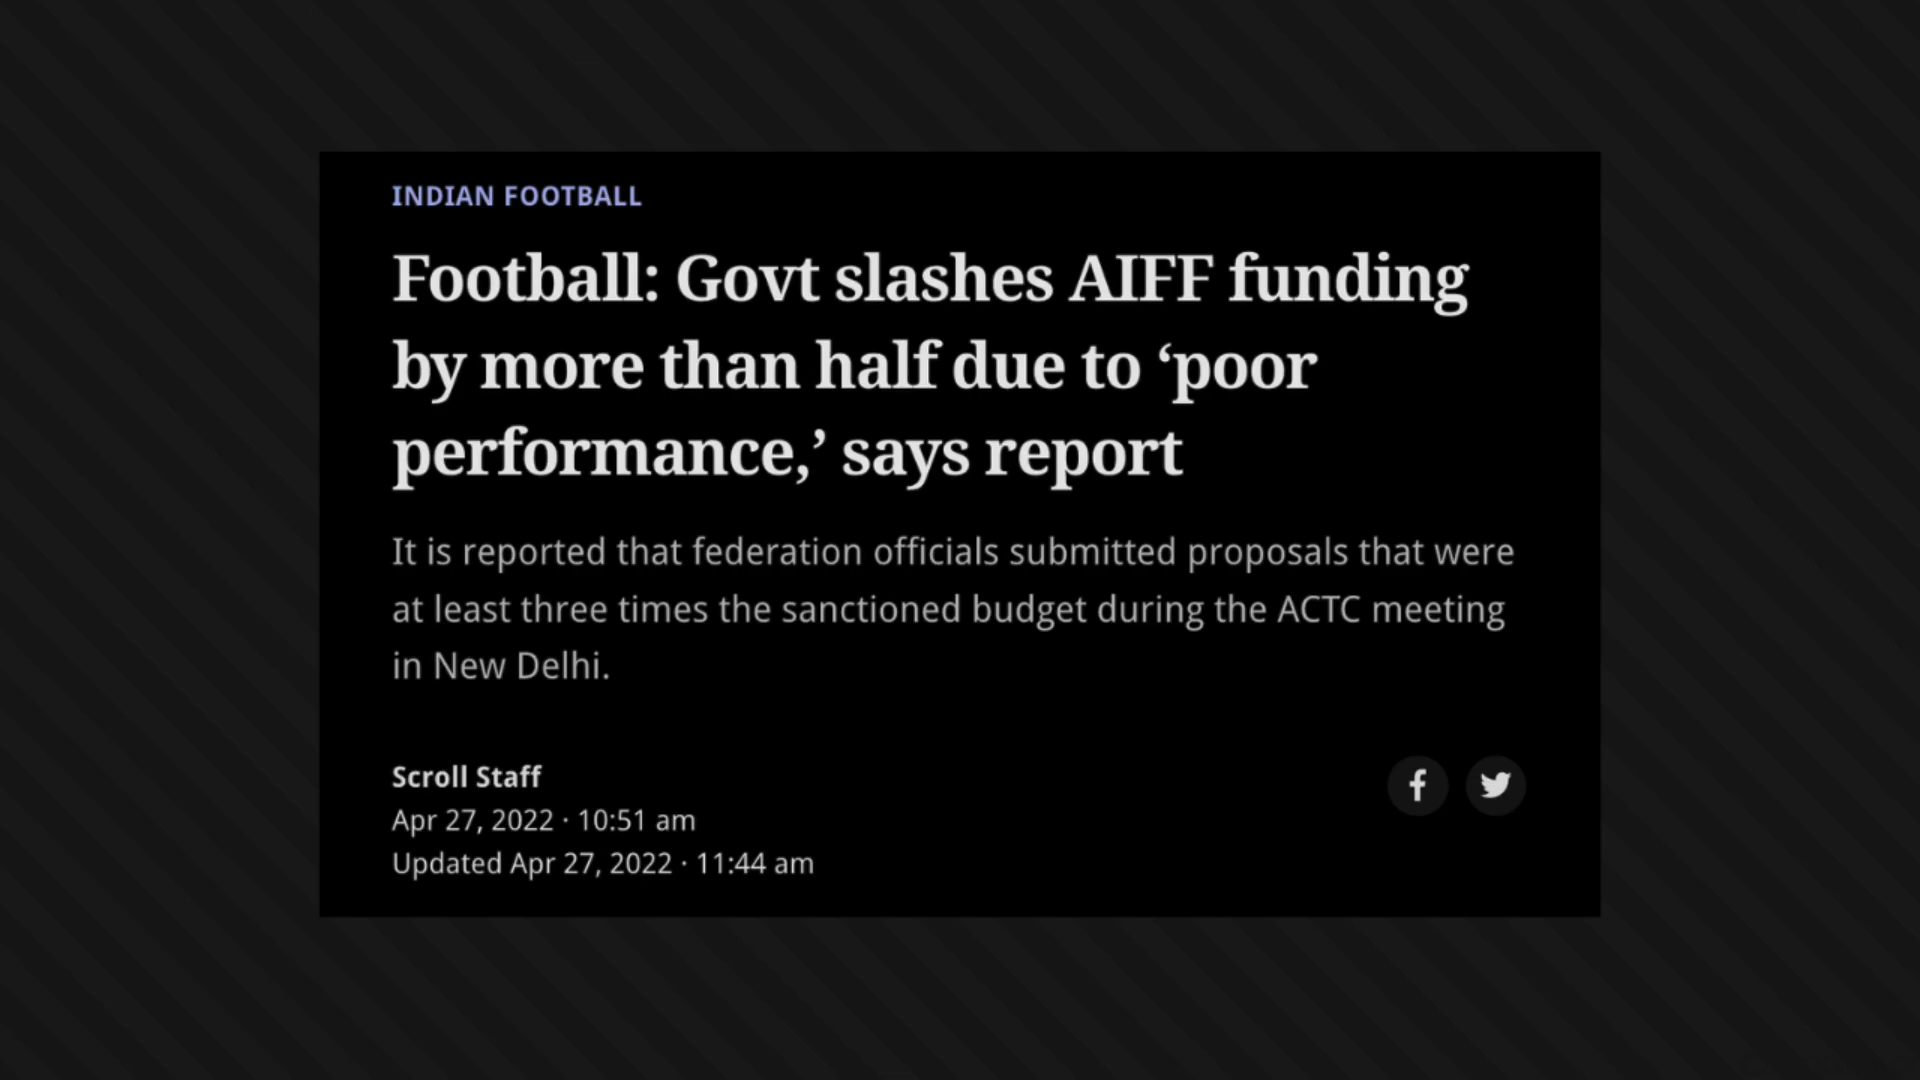 INDIAN FOOTBALL
Football: Govt slashes AIFF funding
by more than half due to ‘poor
performance,’ says report
It is reported that federation officials submitted proposals that were
at least three times the sanctioned budget during the ACTC meeting
in New Delhi.
Scroll Staff
Apr 27, 2022 · 10:51 am
Updated Apr 27, 2022 · 11:44 am